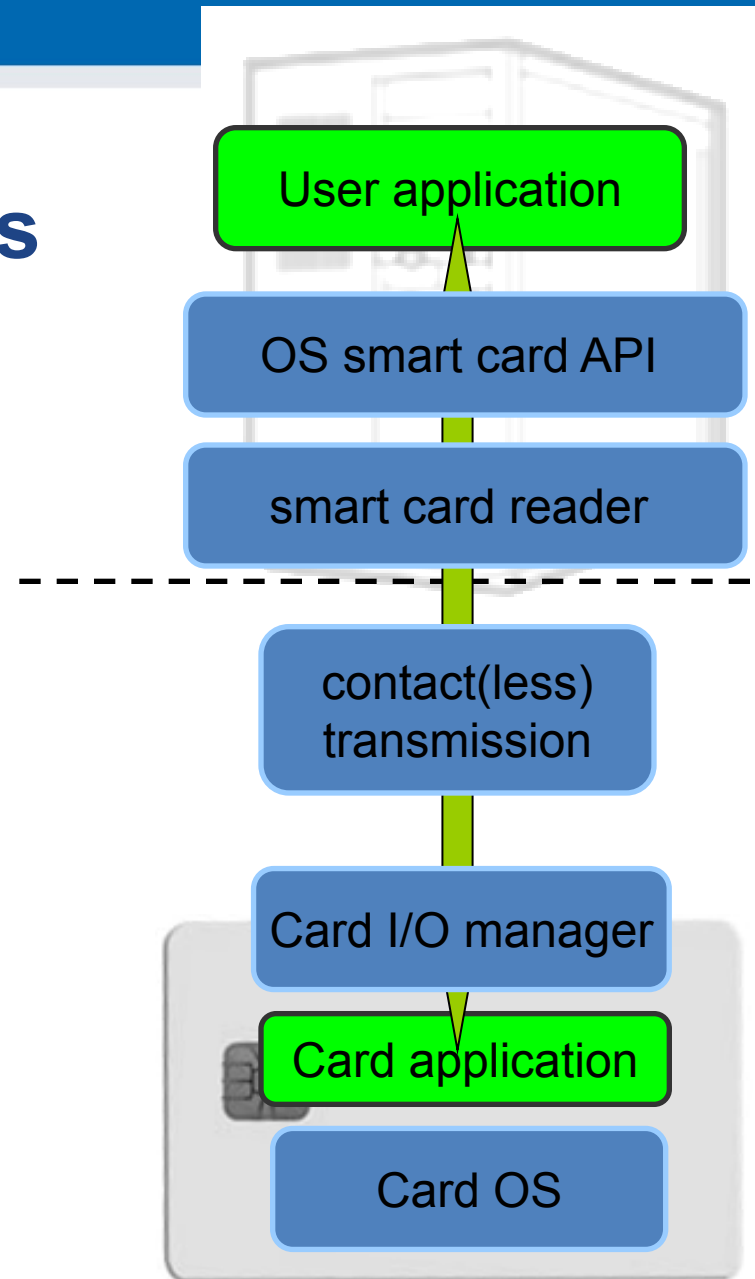 s
User application
OS smart card API
smart card reader
contact(less)
transmission
Card I/O manager
Card application
Card OS